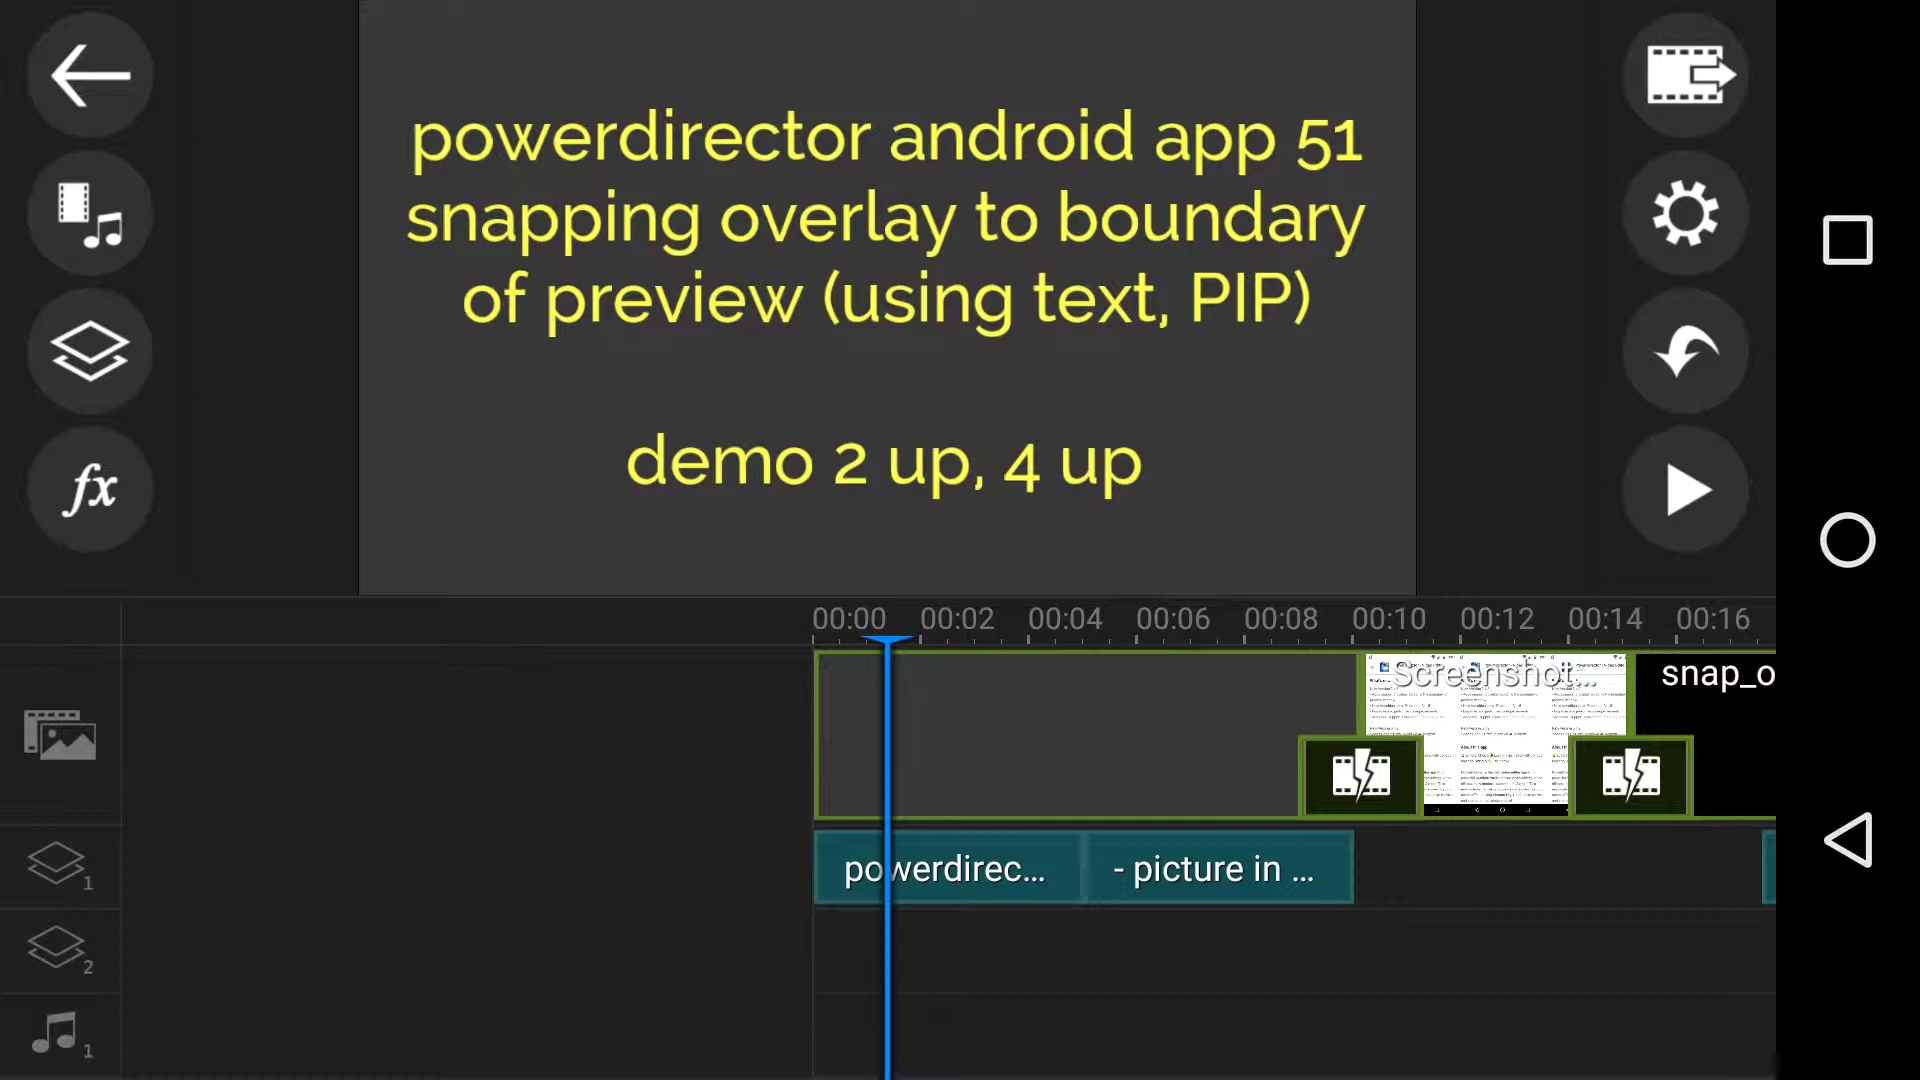 powerdirector android app 51
snapping overlay to boundary
of preview (using text, PIP)
demo 2 up, 4 up
fx
00:00 00:02 00:04 00:06 00:08 00:10 00:12 00:14 00:16
Screenshot... snap_o
powerdirec... - picture in ...
1
2
1